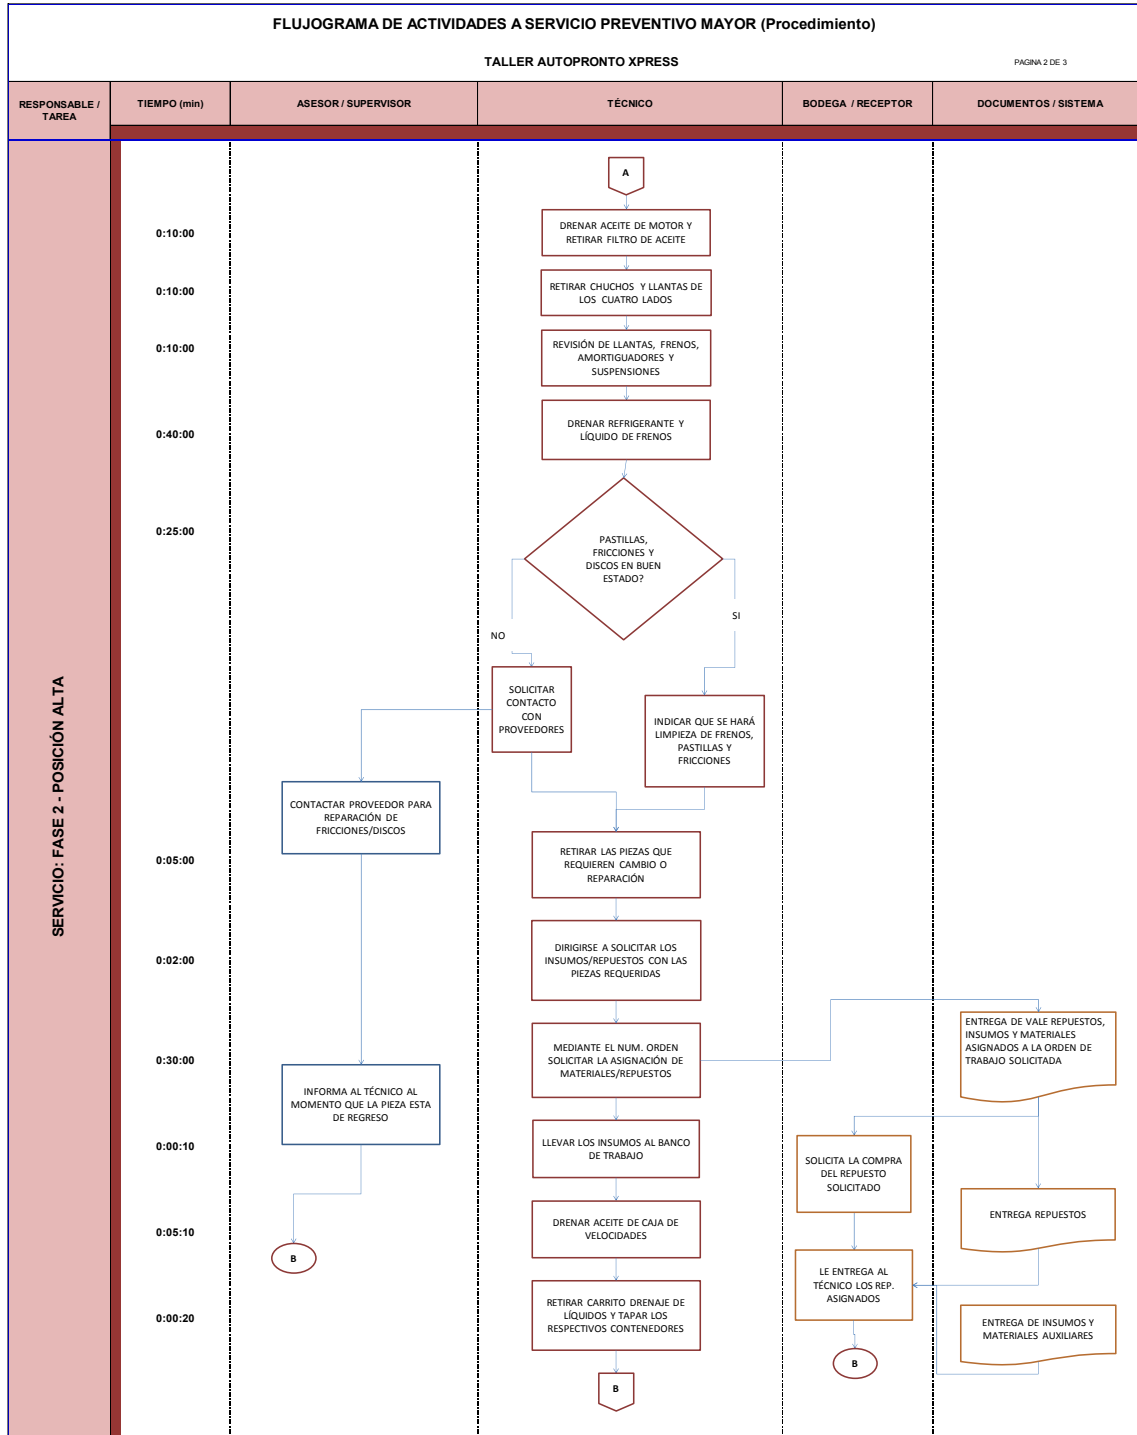 FLUJOGRAMA DE ACTIVIDADES A SERVICIO PREVENTIVO MAYOR (Procedimiento)
TALLER AUTOPRONTO XPRESS
PAGINA 2 DE 3
RESPONSABLE /
TAREA
TIEMPO (min)
ASESOR / SUPERVISOR
TÉCNICO
BODEGA / RECEPTOR
DOCUMENTOS / SISTEMA
SERVICIO: FASE 2 - POSICIÓN ALTA
A
0:10:00
DRENAR ACEITE DE MOTOR Y
RETIRAR FILTRO DE ACEITE
0:10:00
RETIRAR CHUCHOS Y LLANTAS DE
LOS CUATRO LADOS
0:10:00
REVISIÓN DE LLANTAS, FRENOS,
AMORTIGUADORES Y
SUSPENSIONES
0:40:00
DRENAR REFRIGERANTE Y
LÍQUIDO DE FRENOS
0:25:00
PASTILLAS,
FRICCIONES Y
DISCOS EN BUEN
ESTADO?
SI
NO
SOLICITAR
CONTACTO
CON
PROVEEDORES
INDICAR QUE SE HARÁ
LIMPIEZA DE FRENOS,
PASTILLAS Y
FRICCIONES
CONTACTAR PROVEEDOR PARA
REPARACIÓN DE
FRICCIONES/DISCOS
0:05:00
RETIRAR LAS PIEZAS QUE
REQUIEREN CAMBIO O
REPARACIÓN
0:02:00
DIRIGIRSE A SOLICITAR LOS
INSUMOS/REPUESTOS CON LAS
PIEZAS REQUERIDAS
0:30:00
MEDIANTE EL NUM. ORDEN
SOLICITAR LA ASIGNACIÓN DE
MATERIALES/REPUESTOS
ENTREGA DE VALE REPUESTOS,
INSUMOS Y MATERIALES
ASIGNADOS A LA ORDEN DE
TRABAJO SOLICITADA
INFORMA AL TÉCNICO AL
MOMENTO QUE LA PIEZA ESTA
DE REGRESO
0:00:10
LLEVAR LOS INSUMOS AL BANCO
DE TRABAJO
SOLICITA LA COMPRA
DEL REPUESTO
SOLICITADO
ENTREGA REPUESTOS
0:05:10
DRENAR ACEITE DE CAJA DE
VELOCIDADES
B
LE ENTREGA AL
TÉCNICO LOS REP.
ASIGNADOS
0:00:20
RETIRAR CARRITO DRENAJE DE
LÍQUIDOS Y TAPAR LOS
RESPECTIVOS CONTENEDORES
ENTREGA DE INSUMOS Y
MATERIALES AUXILIARES
B
B